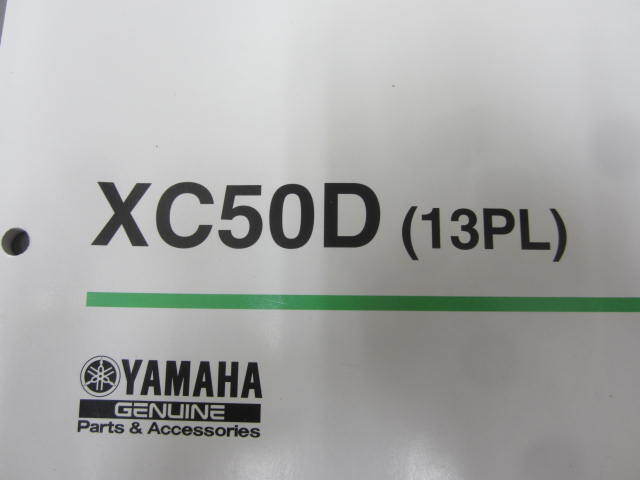 XC50D (13PL)
YAMAHA
GENUINE
Parts & Accessories